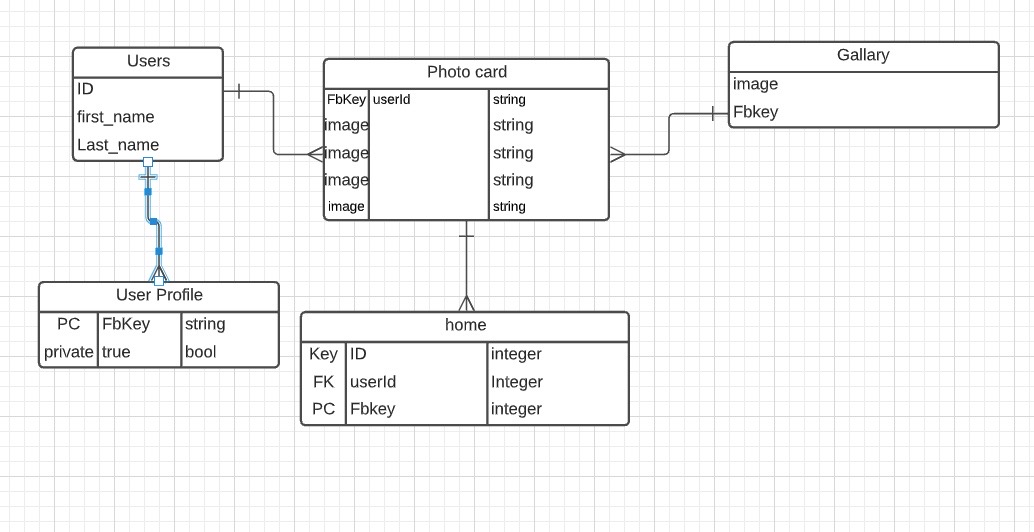 Users
ID
first_name
Last_name
Photo card
FbKey userId string
image string
image string
image string
image string
Gallary
image
Fbkey
User Profile
PC FbKey string
private true bool
home
Key ID integer
FK userId Integer
PC Fbkey integer